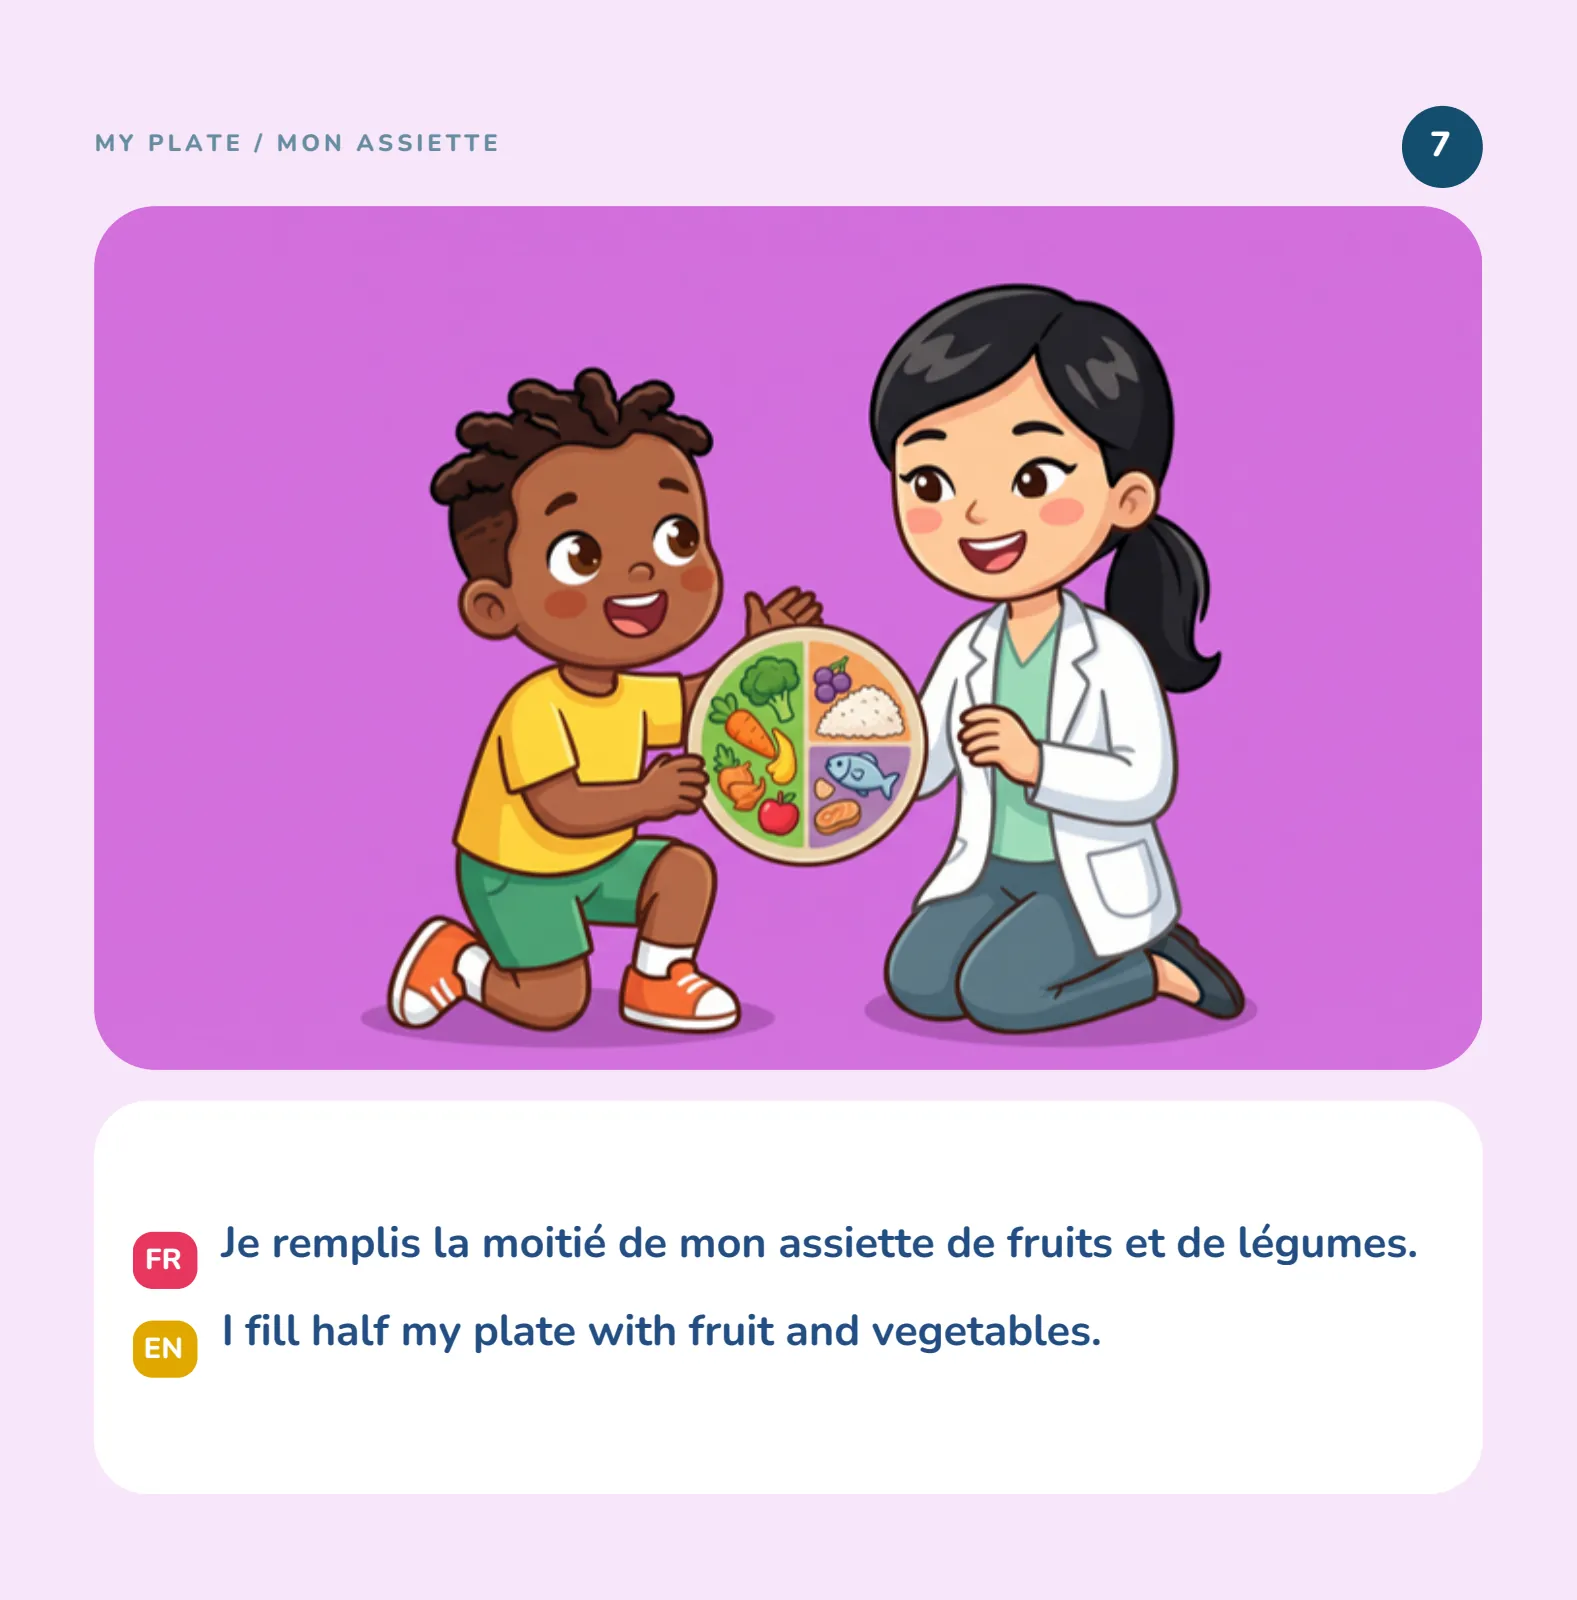 MY PLATE / MON ASSIETTE
7
FR Je remplis la moitié de mon assiette de fruits et de légumes.
EN I fill half my plate with fruit and vegetables.